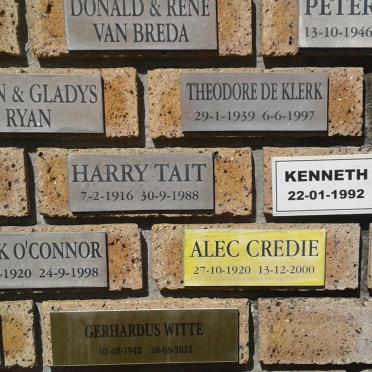 DONALD & RENE
VAN BREDA
PETER
13-10-1946
& GLADYS
RYAN
THEODORE DE KLERK
29-1-1939 6-6-1997
HARRY TAIT
7-2-1916 30-9-1988
KENNETH
22-01-1992
K O'CONNOR
-1920 24-9-1998
ALEC CREDIE
27-10-1920 13-12-2000
GERHARDUS WITTE
02-03-1942 26-06-2012